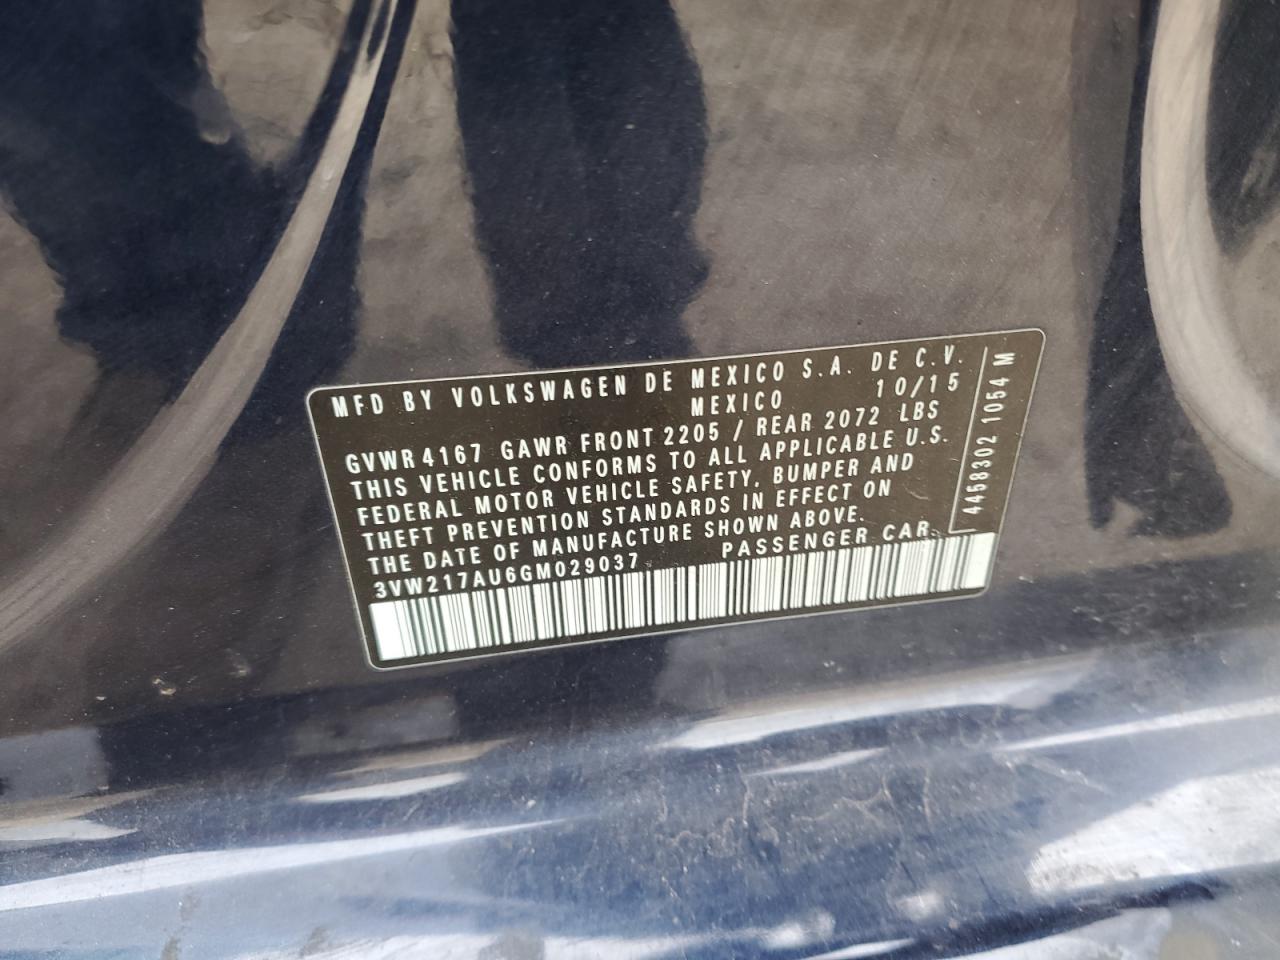 MFD BY VOLKSWAGEN DE MEXICO S.A. DE C.V.
MEXICO 10/15
GVWR 4167 GAWR FRONT 2205 / REAR 2072 LBS
THIS VEHICLE CONFORMS TO ALL APPLICABLE U.S.
FEDERAL MOTOR VEHICLE SAFETY, BUMPER AND
THEFT PREVENTION STANDARDS IN EFFECT ON
THE DATE OF MANUFACTURE SHOWN ABOVE.
3VW217AU6GM029037 PASSENGER CAR
4458302 1054 M